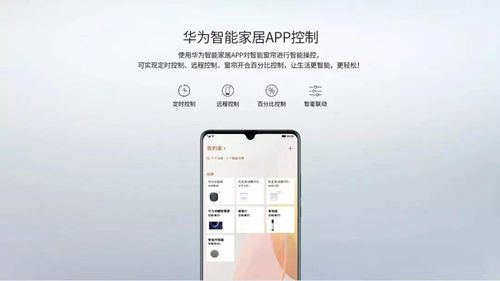 华为智能家居APP控制
使用华为智能家居APP对智能窗帘进行智能操控，
可实现定时控制、远程控制、窗帘开合百分比控制，让生活更智能，更轻松！
定时控制 远程控制 百分比控制 智能联动
我的家